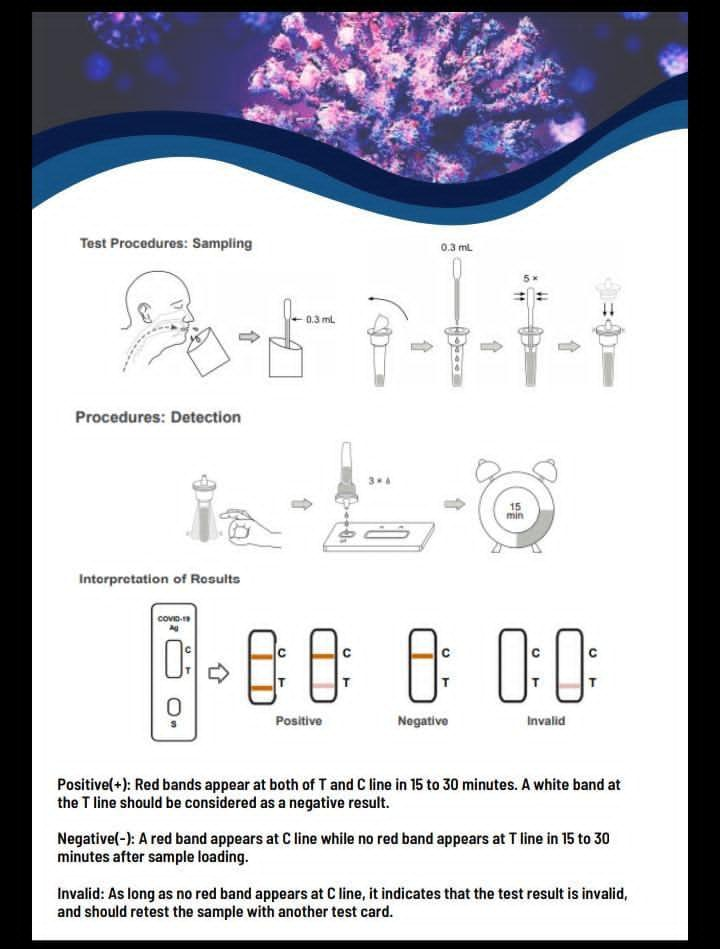 Test Procedures: Sampling
0.3 mL
0.3 mL
5 ×
Procedures: Detection
3 ×
15
min
Interpretation of Results
COVID-19
Ag
C
T
S
C
T
C
T
C
T
C
T
C
T
Positive
Negative
Invalid
Positive(+): Red bands appear at both of T and C line in 15 to 30 minutes. A white band at
the T line should be considered as a negative result.
Negative(-): A red band appears at C line while no red band appears at T line in 15 to 30
minutes after sample loading.
Invalid: As long as no red band appears at C line, it indicates that the test result is invalid,
and should retest the sample with another test card.